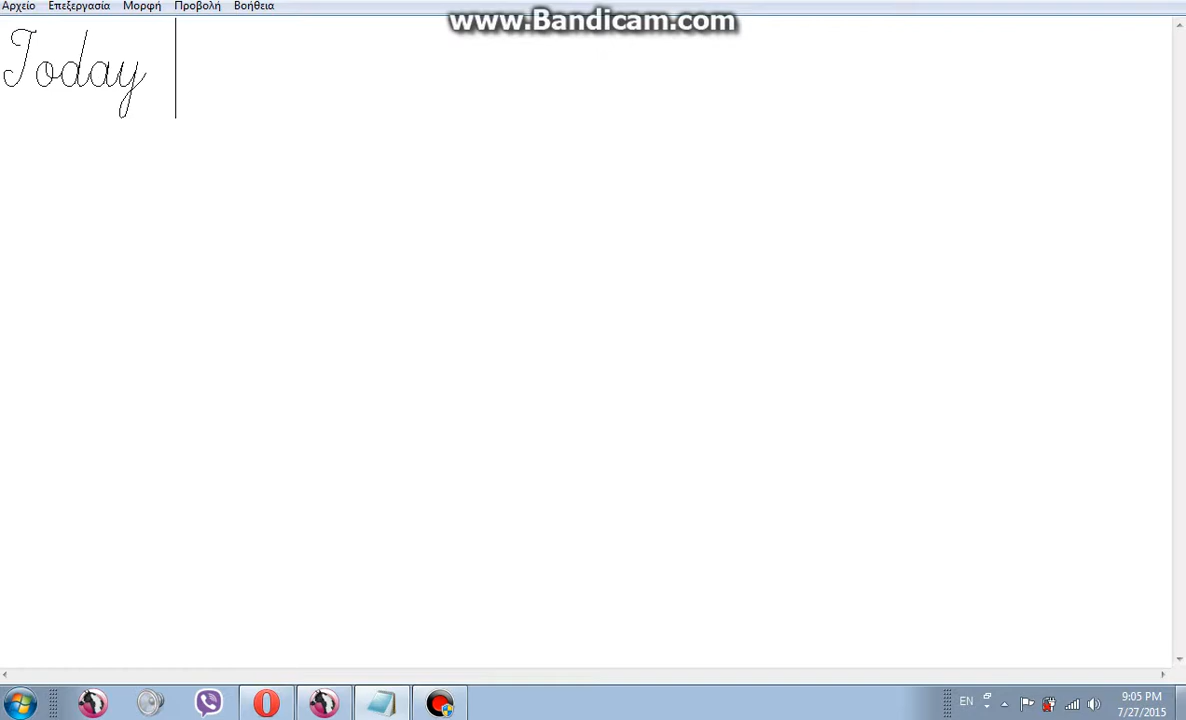 Αρχείο Επεξεργασία Μορφή Προβολή Βοήθεια
www.Bandicam.com
Today
EN
9:05 PM
7/27/2015